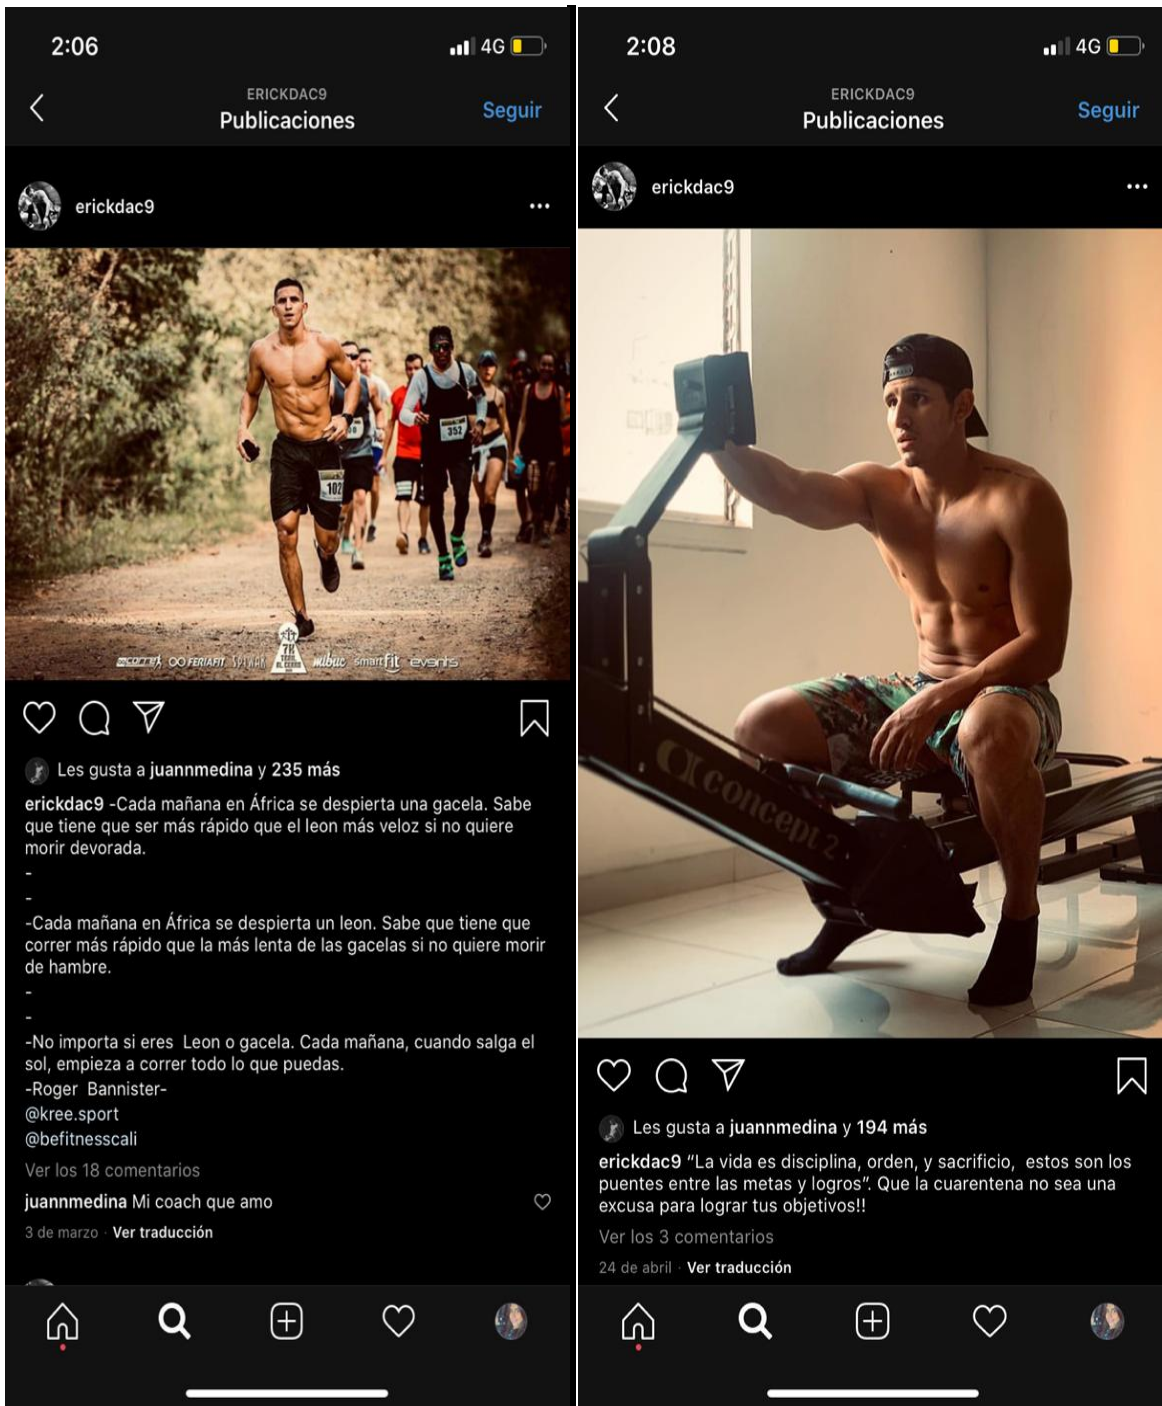 2:06
4G
ERICKDAC9
Publicaciones
Seguir
erickdac9
352
102
7K
FERIAFIT
SPIWAK
smartfit
events
Les gusta a juannmedina y 235 más
erickdac9 -Cada mañana en África se despierta una gacela. Sabe
que tiene que ser más rápido que el leon más veloz si no quiere
morir devorada.
-
-
-Cada mañana en África se despierta un leon. Sabe que tiene que
correr más rápido que la más lenta de las gacelas si no quiere morir
de hambre.
-
-
-No importa si eres  Leon o gacela. Cada mañana, cuando salga el
sol, empieza a correr todo lo que puedas.
-Roger  Bannister-
@kree.sport
@befitnesscali
Ver los 18 comentarios
juannmedina Mi coach que amo
3 de marzo · Ver traducción
2:08
4G
ERICKDAC9
Publicaciones
Seguir
erickdac9
concept 2
Les gusta a juannmedina y 194 más
erickdac9 “La vida es disciplina, orden, y sacrificio,  estos son los
puentes entre las metas y logros”. Que la cuarentena no sea una
excusa para lograr tus objetivos!!
Ver los 3 comentarios
24 de abril · Ver traducción